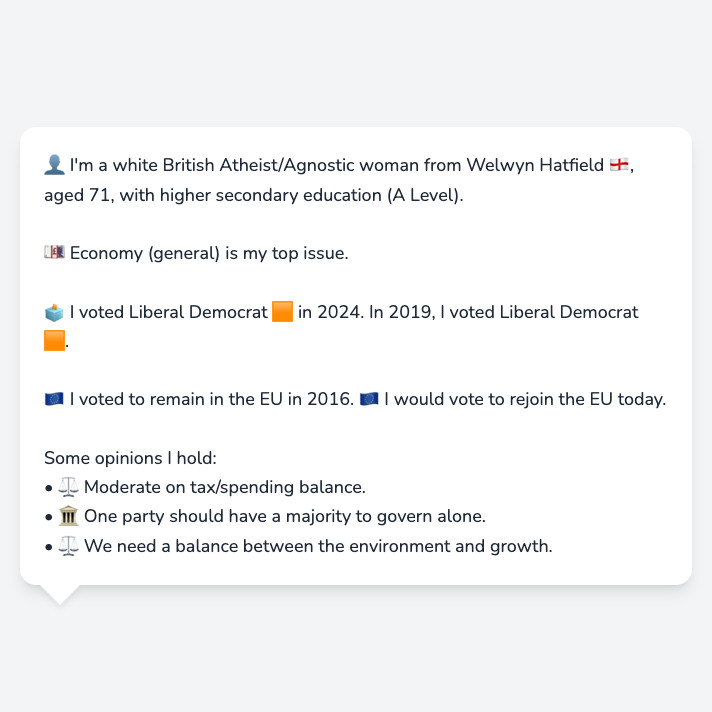 👤 I'm a white British Atheist/Agnostic woman from Welwyn Hatfield 🏴󠁧󠁢󠁥󠁮󠁧󠁿,
aged 71, with higher secondary education (A Level).
💷 Economy (general) is my top issue.
🗳️ I voted Liberal Democrat 🟧 in 2024. In 2019, I voted Liberal Democrat
🟧.
🇪🇺 I voted to remain in the EU in 2016. 🇪🇺 I would vote to rejoin the EU today.
Some opinions I hold:
• ⚖️ Moderate on tax/spending balance.
• 🏛️ One party should have a majority to govern alone.
• ⚖️ We need a balance between the environment and growth.